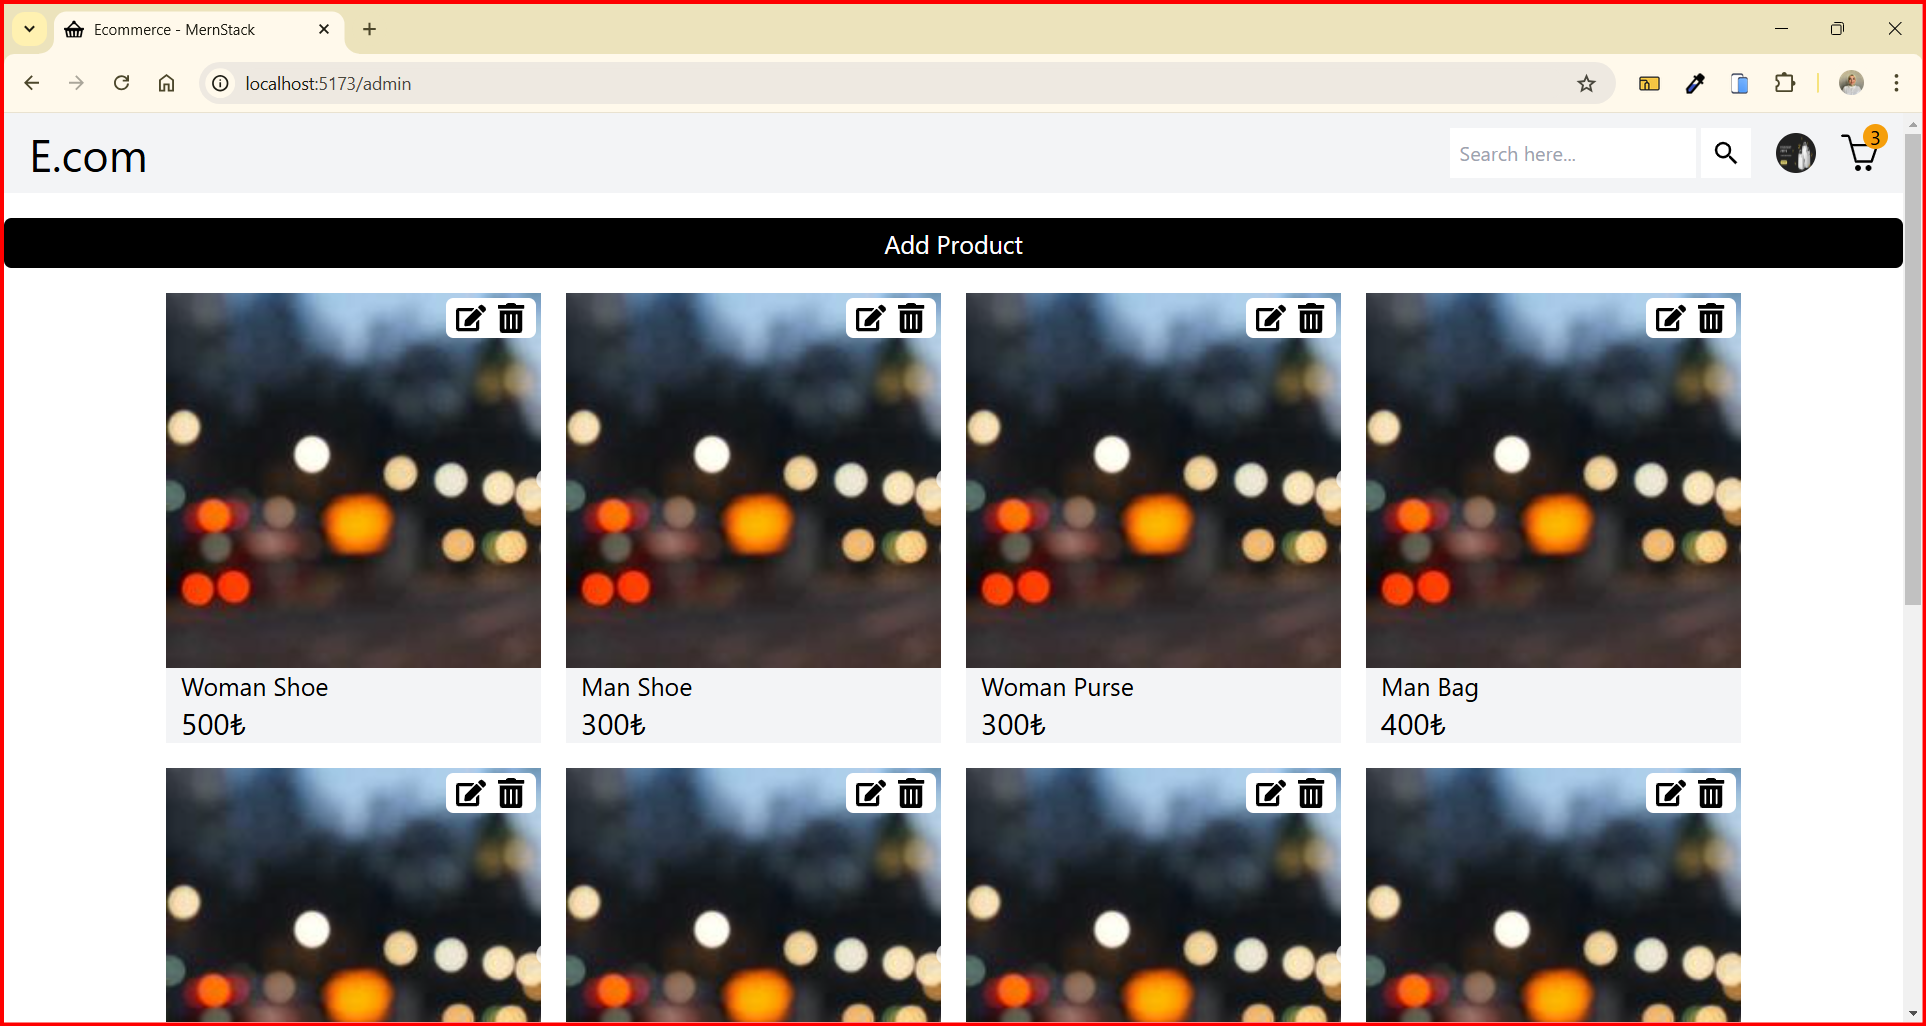 Ecommerce - MernStack
localhost:5173/admin
E.com
Search here...
3
Add Product
Woman Shoe
500₺
Man Shoe
300₺
Woman Purse
300₺
Man Bag
400₺